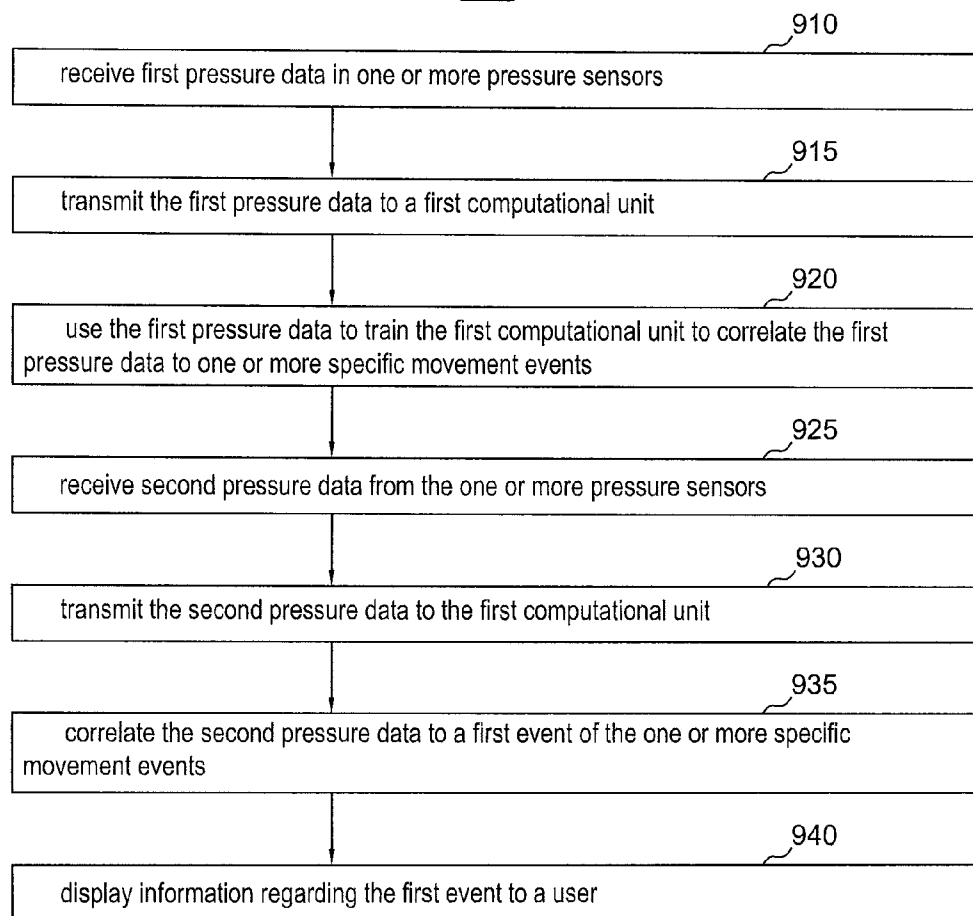 910
receive first pressure data in one or more pressure sensors
915
transmit the first pressure data to a first computational unit
920
use the first pressure data to train the first computational unit to correlate the first
pressure data to one or more specific movement events
925
receive second pressure data from the one or more pressure sensors
930
transmit the second pressure data to the first computational unit
935
correlate the second pressure data to a first event of the one or more specific
movement events
940
display information regarding the first event to a user